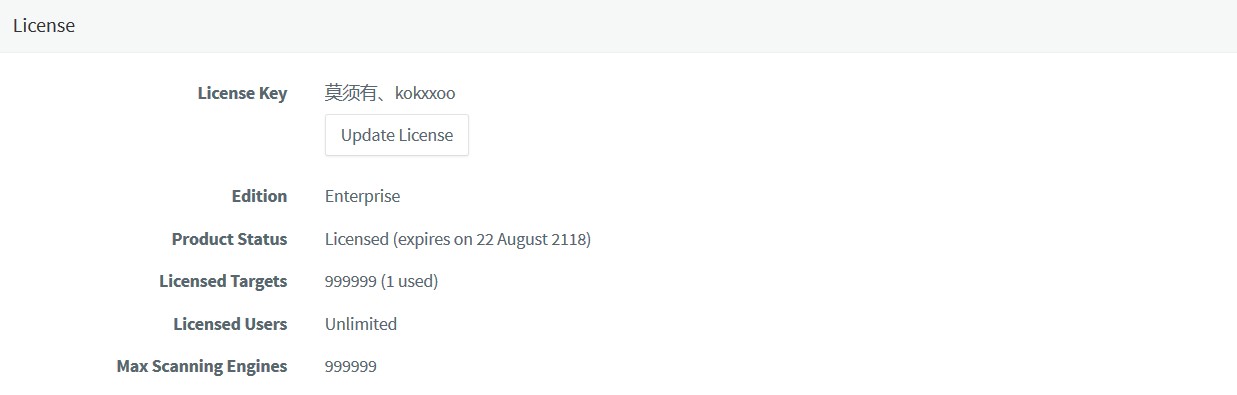 License
License Key 莫须有、kokxxoo
Update License
Edition Enterprise
Product Status Licensed (expires on 22 August 2118)
Licensed Targets 999999 (1 used)
Licensed Users Unlimited
Max Scanning Engines 999999